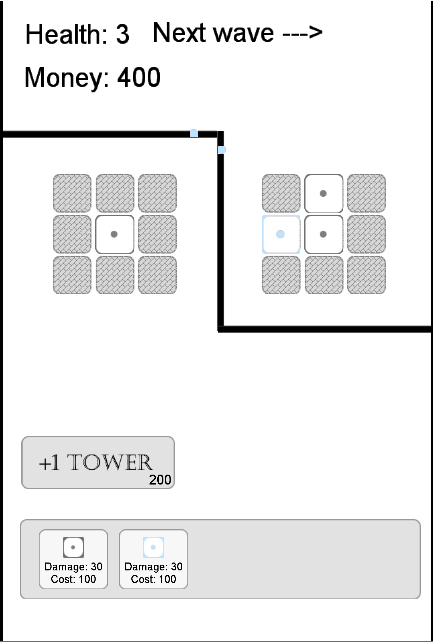 Health: 3 Next wave --->
Money: 400
+1 TOWER
200
Damage: 30
Cost: 100
Damage: 30
Cost: 100